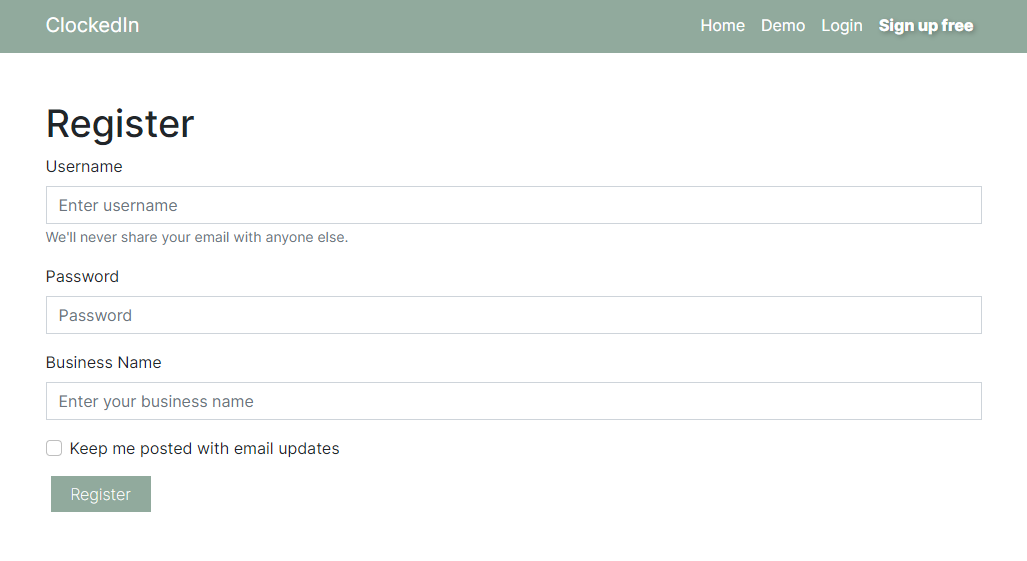 ClockedIn
Home Demo Login Sign up free
Register
Username
Enter username
We'll never share your email with anyone else.
Password
Password
Business Name
Enter your business name
Keep me posted with email updates
Register